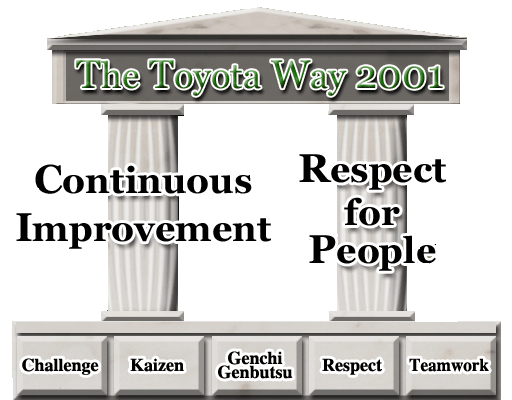 The Toyota Way 2001
Continuous
Improvement
Respect
for
People
Challenge
Kaizen
Genchi
Genbutsu
Respect
Teamwork